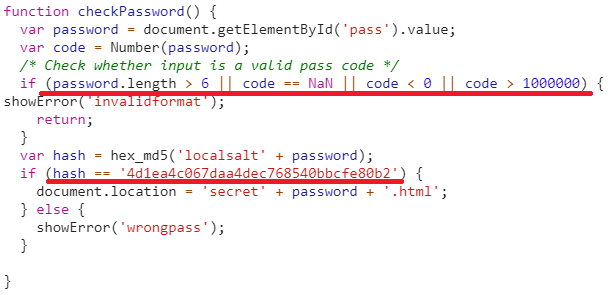 function checkPassword() {
  var password = document.getElementById('pass').value;
  var code = Number(password);
  /* Check whether input is a valid pass code */
  if (password.length > 6 || code == NaN || code < 0 || code > 1000000) {
showError('invalidformat');
    return;
  }
  var hash = hex_md5('localsalt' + password);
  if (hash == '4d1ea4c067daa4dec768540bbcfe80b2') {
    document.location = 'secret' + password + '.html';
  } else {
    showError('wrongpass');
  }
}